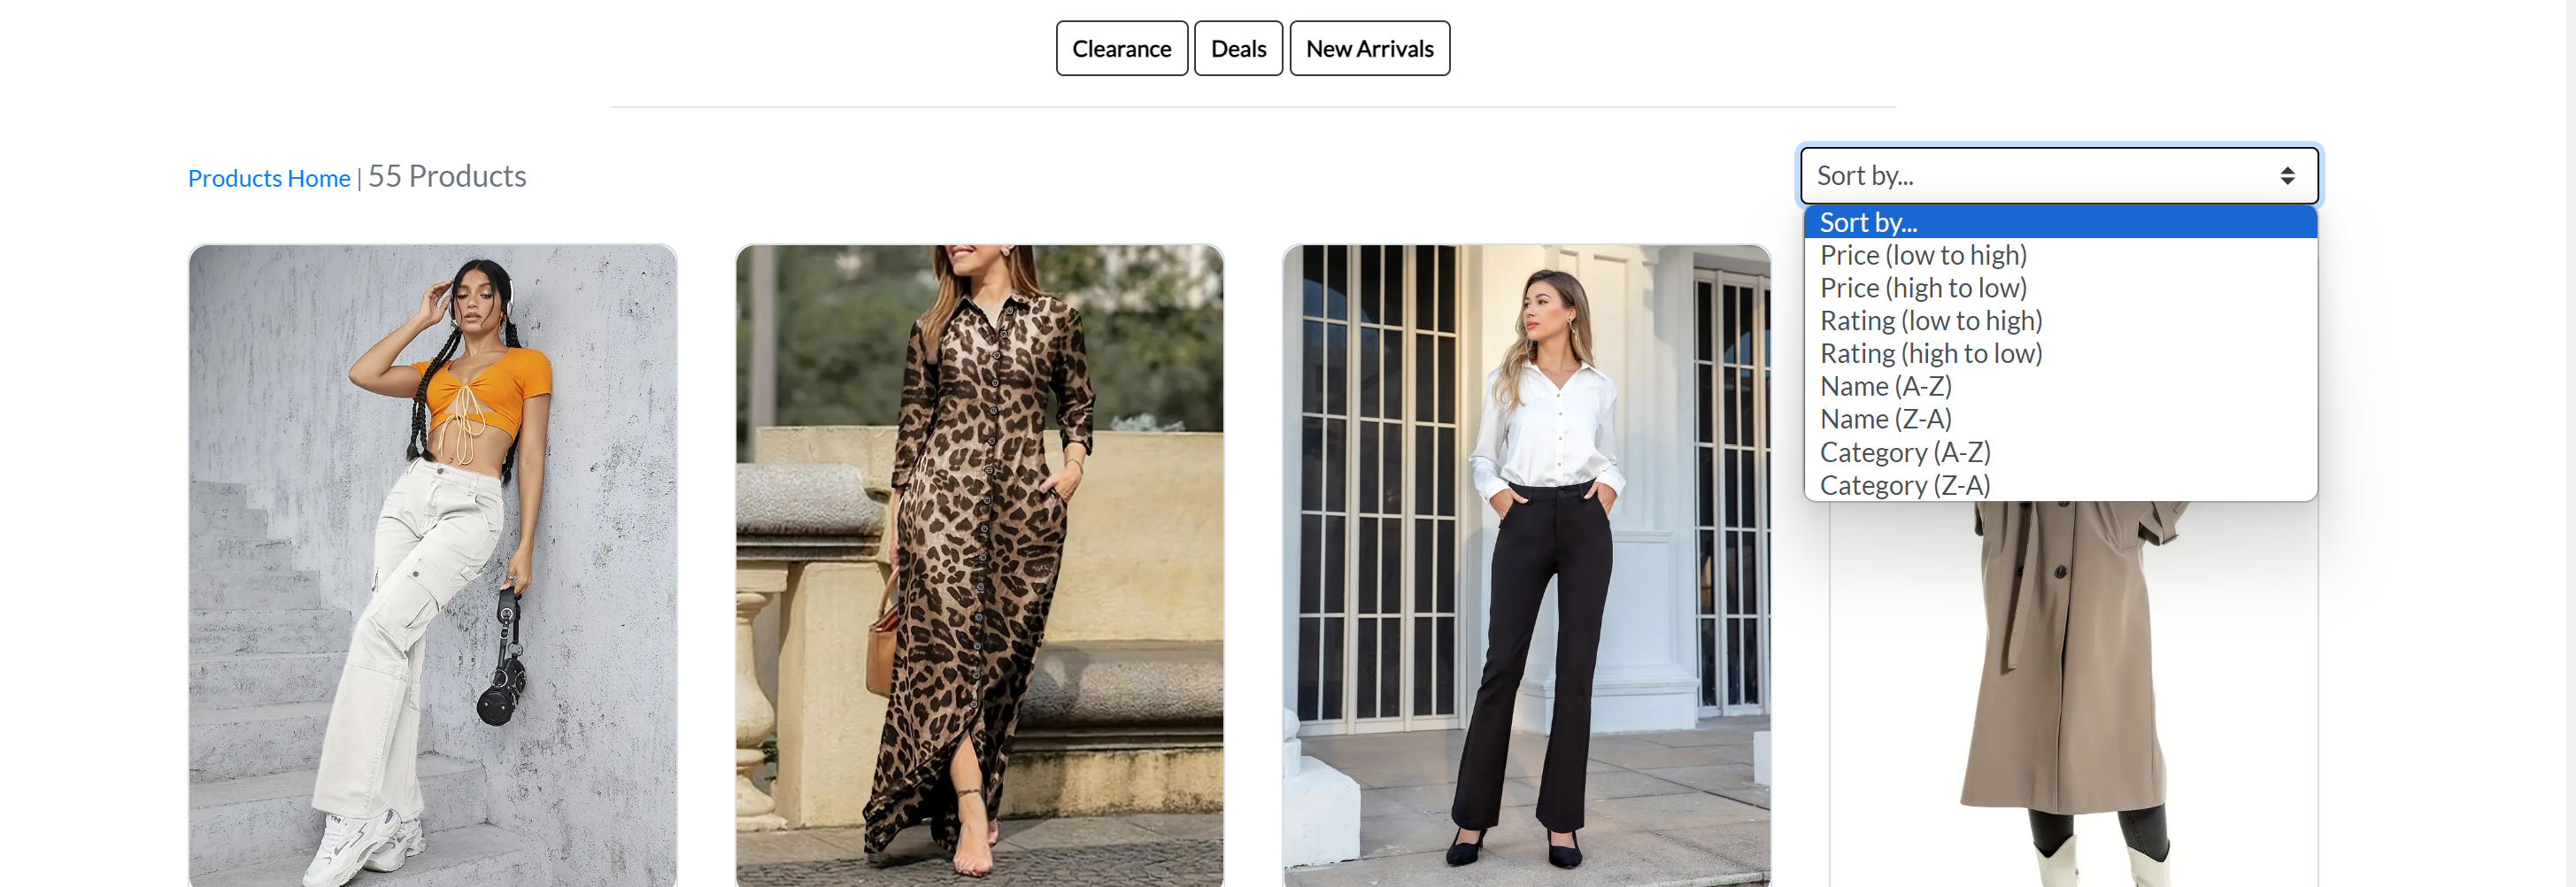 Clearance Deals New Arrivals
Products Home | 55 Products
Sort by...
Sort by...
Price (low to high)
Price (high to low)
Rating (low to high)
Rating (high to low)
Name (A-Z)
Name (Z-A)
Category (A-Z)
Category (Z-A)